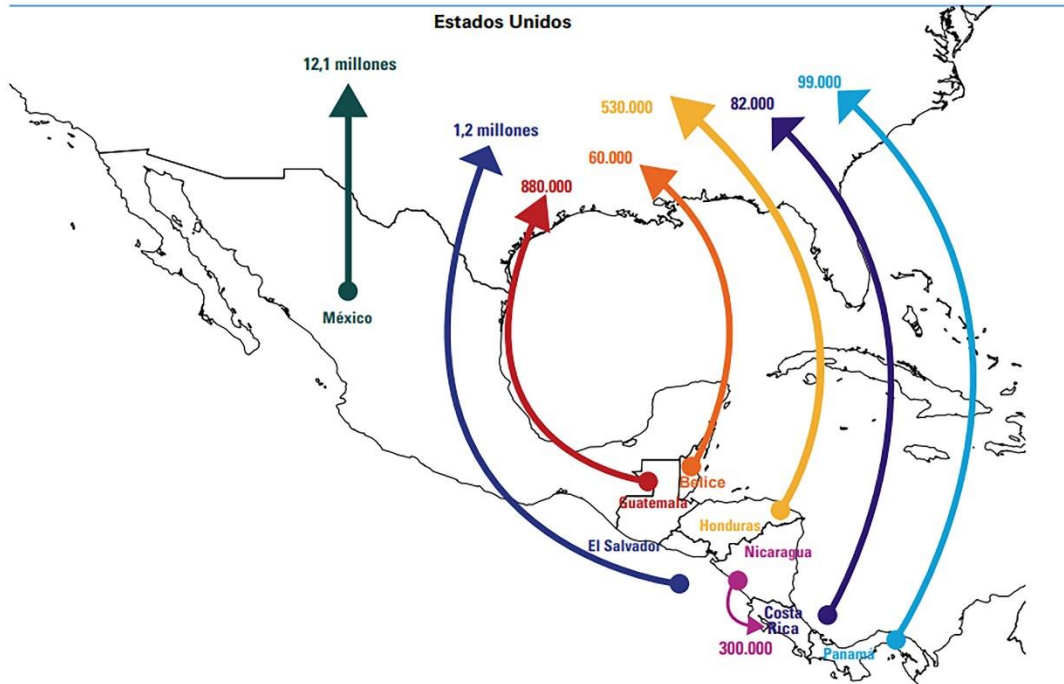 Estados Unidos
12,1 millones
1,2 millones
880.000
60.000
530.000
82.000
99.000
México
Belice
Guatemala
Honduras
El Salvador
Nicaragua
Costa
Rica
300.000
Panamá